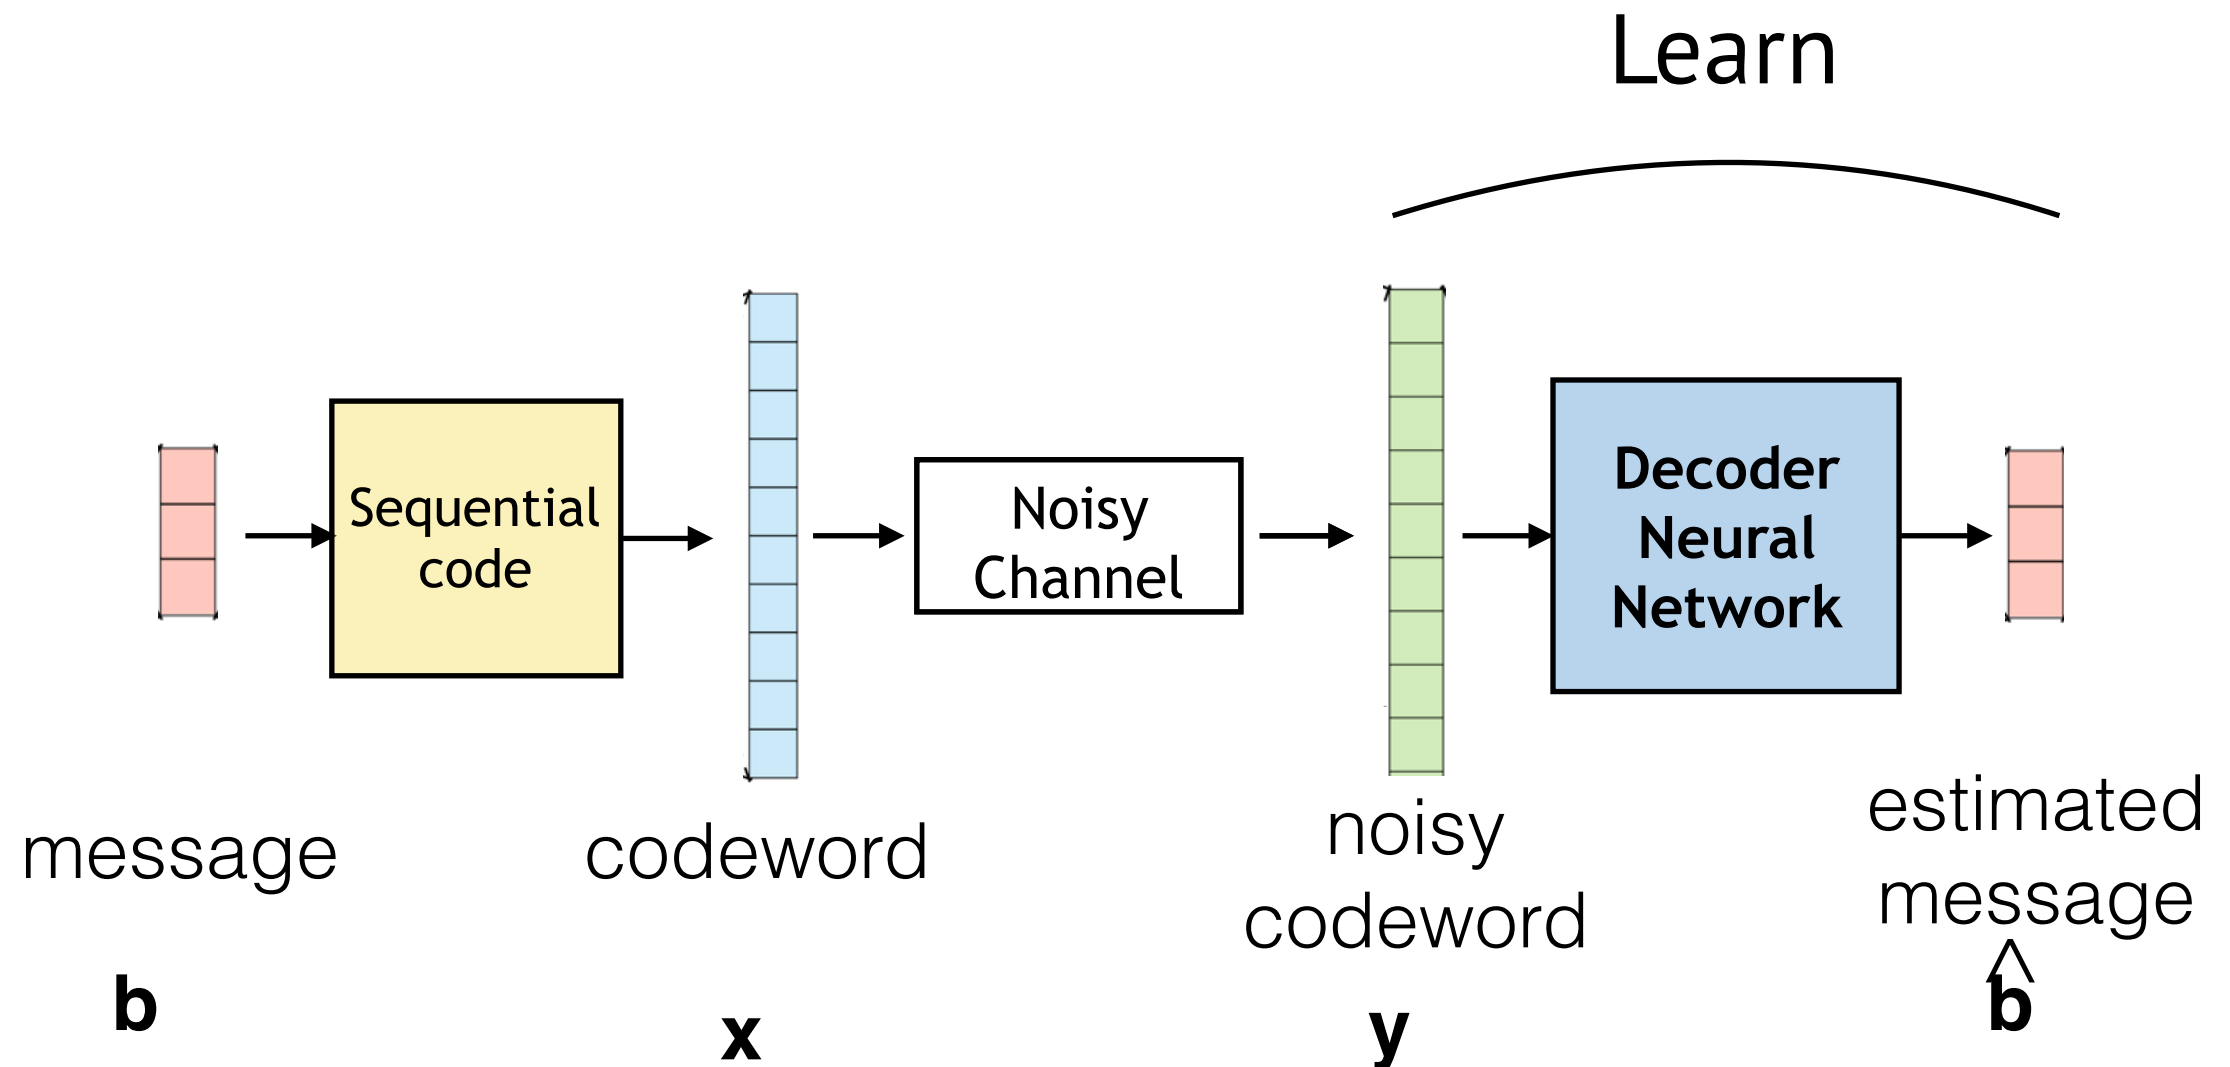 Learn
Sequential
code
Noisy
Channel
Decoder
Neural
Network
message
codeword
noisy
codeword
estimated
message
b
x
y
b̂